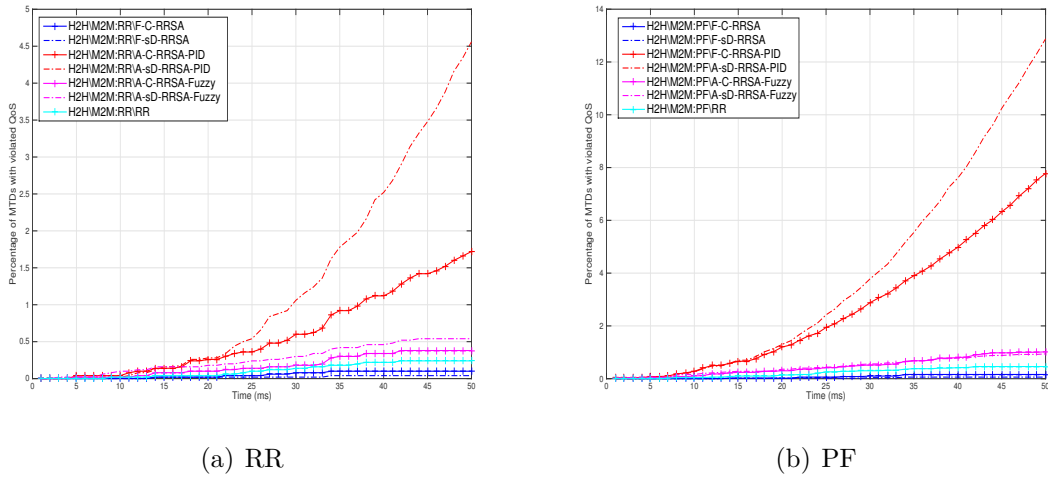 5
4.5
4
3.5
3
2.5
2
1.5
1
0.5
0
Percentage of MTDs with violated QoS
H2H\M2M:RR\F-C-RRSA
H2H\M2M:RR\F-sD-RRSA
H2H\M2M:RR\A-C-RRSA-PID
H2H\M2M:RR\A-sD-RRSA-PID
H2H\M2M:RR\A-C-RRSA-Fuzzy
H2H\M2M:RR\A-sD-RRSA-Fuzzy
H2H\M2M:RR\RR
0 5 10 15 20 25 30 35 40 45 50
Time (ms)
(a) RR
14
12
10
8
6
4
2
0
Percentage of MTDs with violated QoS
H2H\M2M:PF\F-C-RRSA
H2H\M2M:PF\F-sD-RRSA
H2H\M2M:PF\F-C-RRSA-PID
H2H\M2M:PF\A-sD-RRSA-PID
H2H\M2M:PF\A-C-RRSA-Fuzzy
H2H\M2M:PF\A-sD-RRSA-Fuzzy
H2H\M2M:PF\RR
0 5 10 15 20 25 30 35 40 45 50
Time (ms)
(b) PF